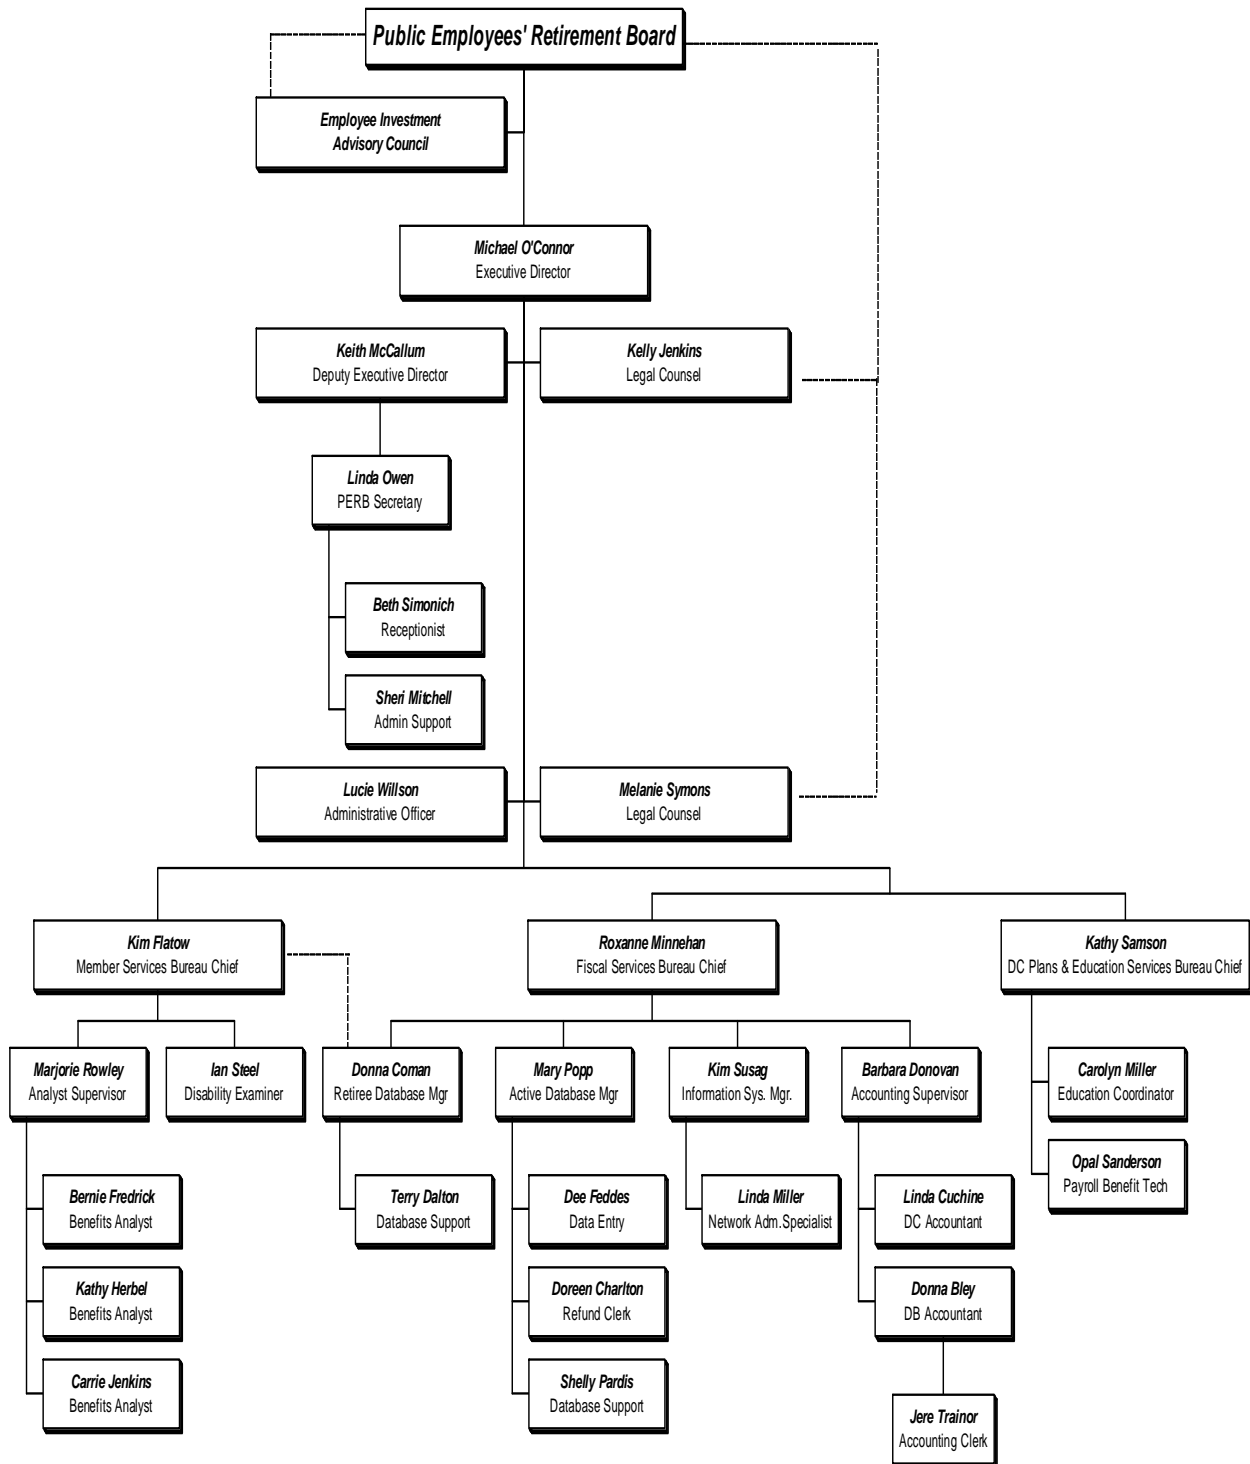 Public Employees' Retirement Board
Employee Investment
Advisory Council
Michael O'Connor
Executive Director
Keith McCallum
Deputy Executive Director
Kelly Jenkins
Legal Counsel
Linda Owen
PERB Secretary
Beth Simonich
Receptionist
Sheri Mitchell
Admin Support
Lucie Willson
Administrative Officer
Melanie Symons
Legal Counsel
Kim Flatow
Member Services Bureau Chief
Roxanne Minnehan
Fiscal Services Bureau Chief
Kathy Samson
DC Plans & Education Services Bureau Chief
Marjorie Rowley
Analyst Supervisor
Ian Steel
Disability Examiner
Donna Coman
Retiree Database Mgr
Mary Popp
Active Database Mgr
Kim Susag
Information Sys. Mgr.
Barbara Donovan
Accounting Supervisor
Carolyn Miller
Education Coordinator
Opal Sanderson
Payroll Benefit Tech
Bernie Fredrick
Benefits Analyst
Terry Dalton
Database Support
Dee Feddes
Data Entry
Linda Miller
Network Adm.Specialist
Linda Cuchine
DC Accountant
Kathy Herbel
Benefits Analyst
Doreen Charlton
Refund Clerk
Donna Bley
DB Accountant
Carrie Jenkins
Benefits Analyst
Shelly Pardis
Database Support
Jere Trainor
Accounting Clerk